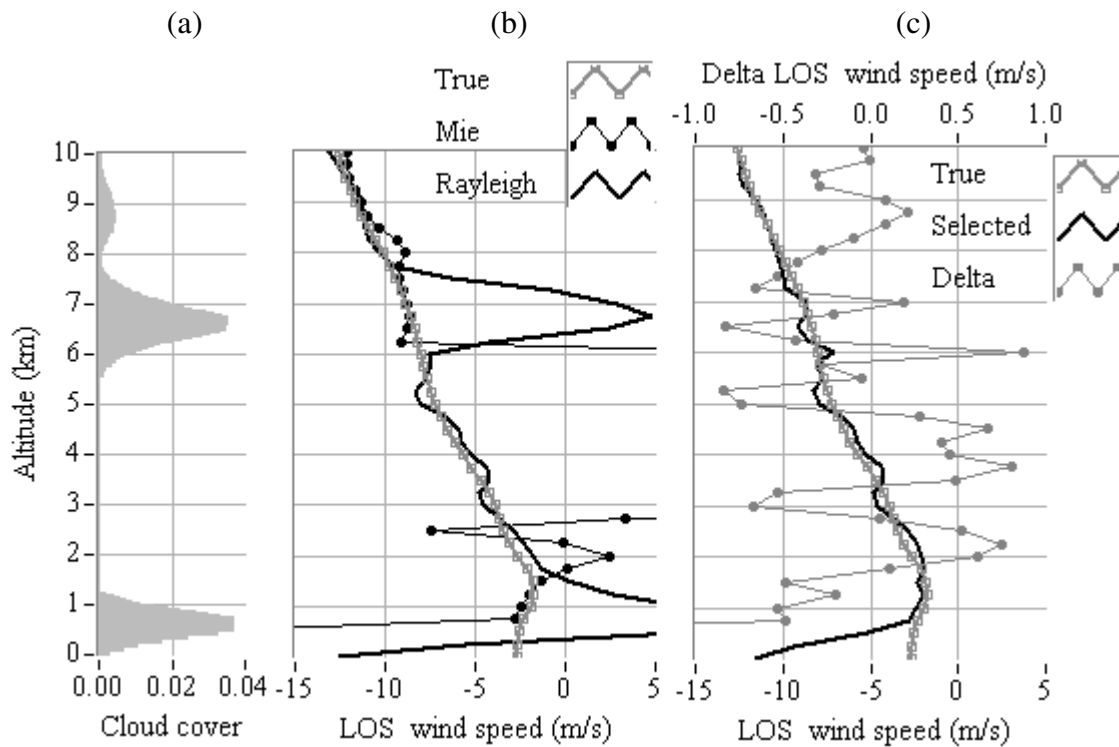 (a) (b) (c)
True
Mie
Rayleigh
Delta LOS wind speed (m/s)
-1.0 -0.5 0.0 0.5 1.0
True
Selected
Delta
Altitude (km)
10
9
8
7
6
5
4
3
2
1
0
0.00 0.02 0.04
Cloud cover
-15 -10 -5 0 5
LOS wind speed (m/s)
-15 -10 -5 0 5
LOS wind speed (m/s)